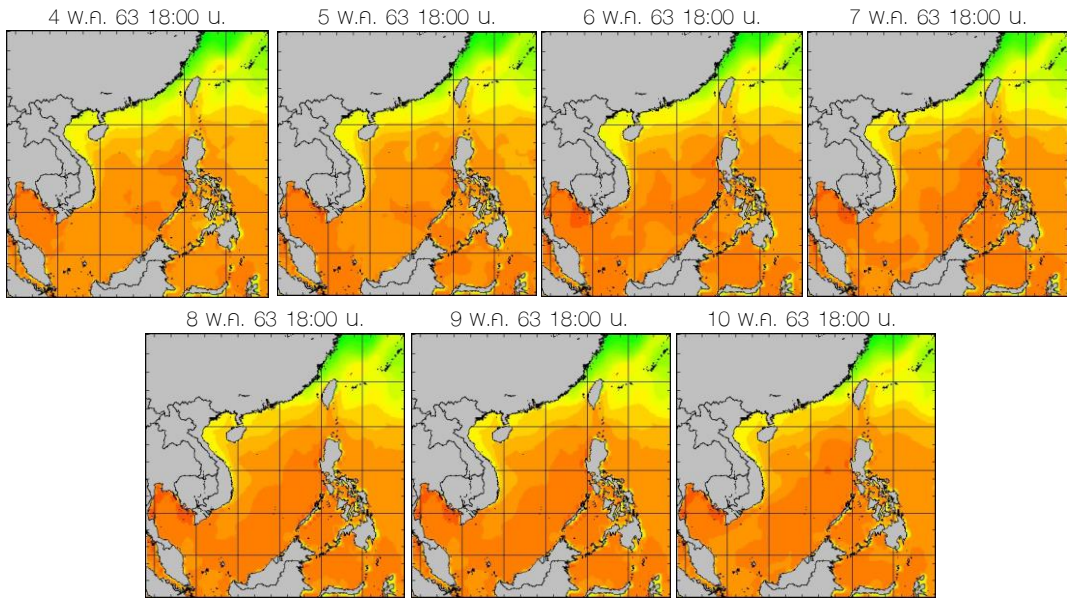 4 พ.ค. 63 18:00 น.
5 พ.ค. 63 18:00 น.
6 พ.ค. 63 18:00 น.
7 พ.ค. 63 18:00 น.
8 พ.ค. 63 18:00 น.
9 พ.ค. 63 18:00 น.
10 พ.ค. 63 18:00 น.